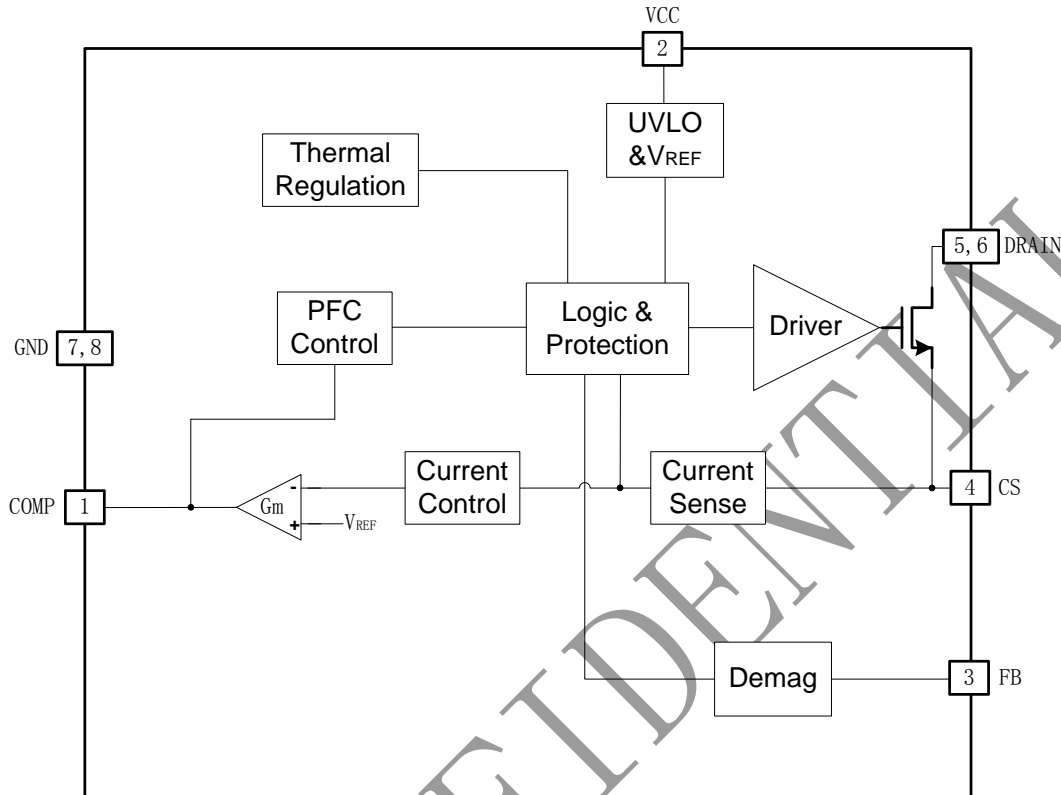 VCC
2
UVLO
&VREF
Thermal
Regulation
5,6 DRAIN
PFC
Control
Logic &
Protection
Driver
GND 7,8
COMP 1
Gm
-
+
VREF
Current
Control
Current
Sense
4 CS
Demag
3 FB
FIDENTIAL